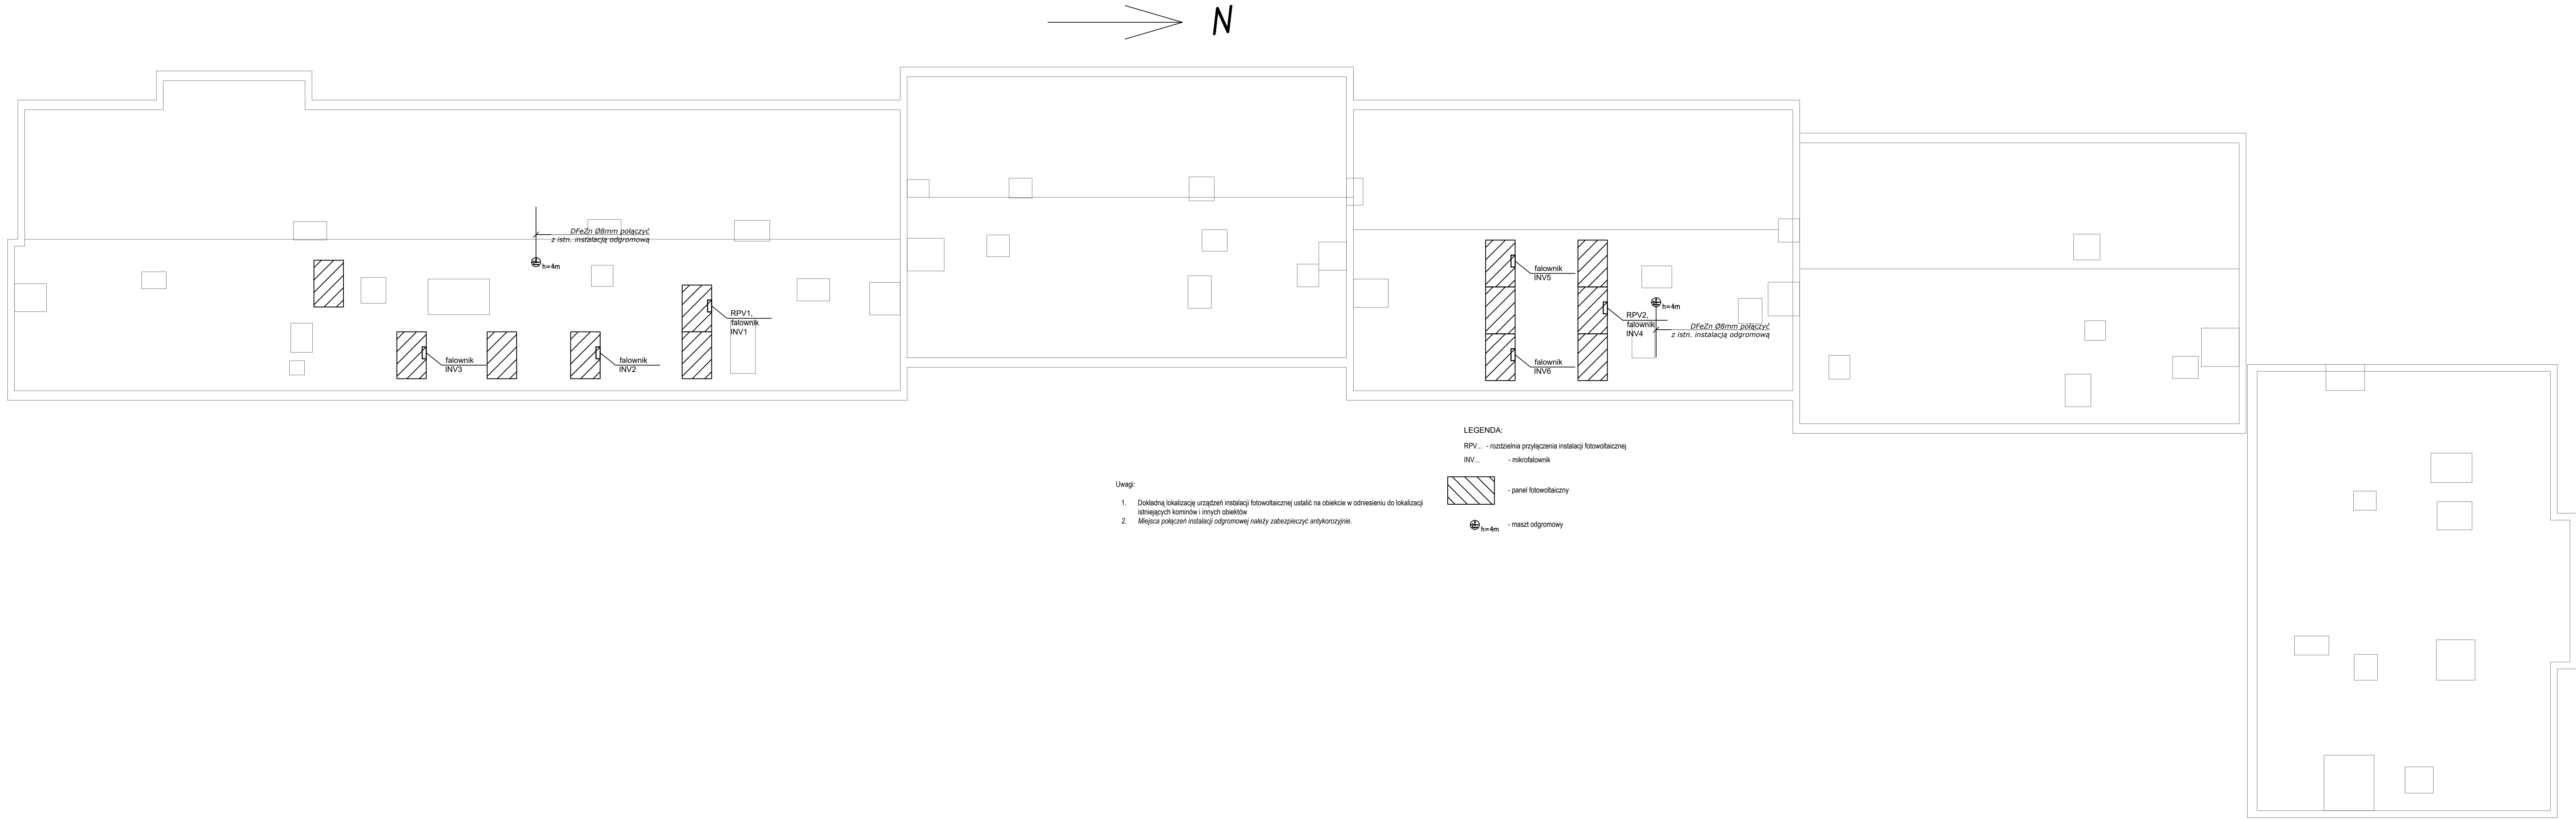 N
DFeZn Ø8mm połączyć
z istn. instalacją odgromową
h=4m
RPV1,
falownik
INV1
falownik
INV3
falownik
INV2
falownik
INV5
h=4m
RPV2,
falownik
INV4
DFeZn Ø8mm połączyć
z istn. instalacją odgromową
falownik
INV6
LEGENDA:
RPV... - rozdzielnia przyłączenia instalacji fotowoltaicznej
INV... - mikrofalownik
- panel fotowoltaiczny
h=4m - maszt odgromowy
Uwagi:
1. Dokładną lokalizację urządzeń instalacji fotowoltaicznej ustalić na obiekcie w odniesieniu do lokalizacji
istniejących kominów i innych obiektów
2. Miejsca połączeń instalacji odgromowej należy zabezpieczyć antykorozyjnie.